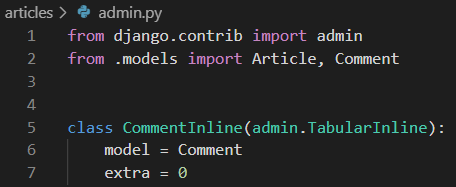 articles > admin.py
1 from django.contrib import admin
2 from .models import Article, Comment
3
4
5 class CommentInline(admin.TabularInline):
6     model = Comment
7     extra = 0